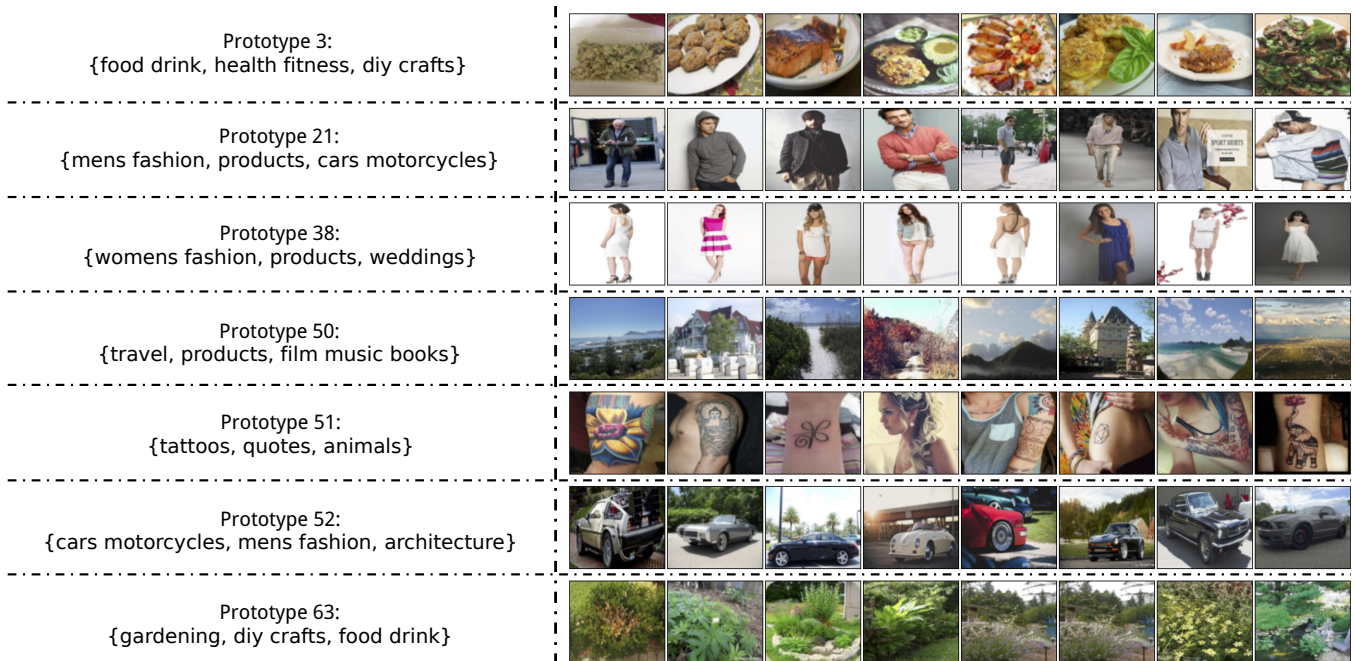 Prototype 3:
{food drink, health fitness, diy crafts}
Prototype 21:
{mens fashion, products, cars motorcycles}
SPORT SHIRTS
Prototype 38:
{womens fashion, products, weddings}
Prototype 50:
{travel, products, film music books}
Prototype 51:
{tattoos, quotes, animals}
Prototype 52:
{cars motorcycles, mens fashion, architecture}
Prototype 63:
{gardening, diy crafts, food drink}